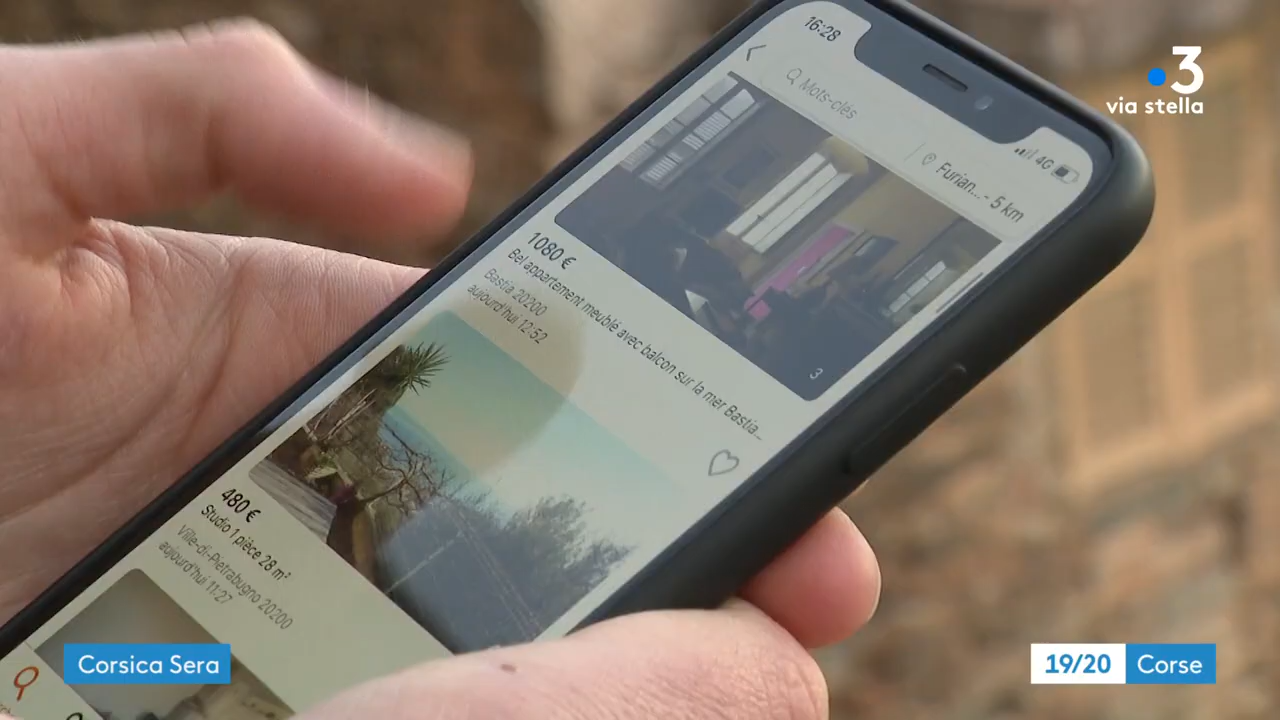 16:28
4G
Mots-clés
Furian... - 5 km
3
1080 €
Bel appartement meublé avec balcon sur la mer Bastia...
Bastia 20200
aujourd'hui 12:52
480 €
Studio 1 pièce 28 m²
Ville-di-Pietrabugno 20200
aujourd'hui 11:27
3
via stella
Corsica Sera
19/20 Corse